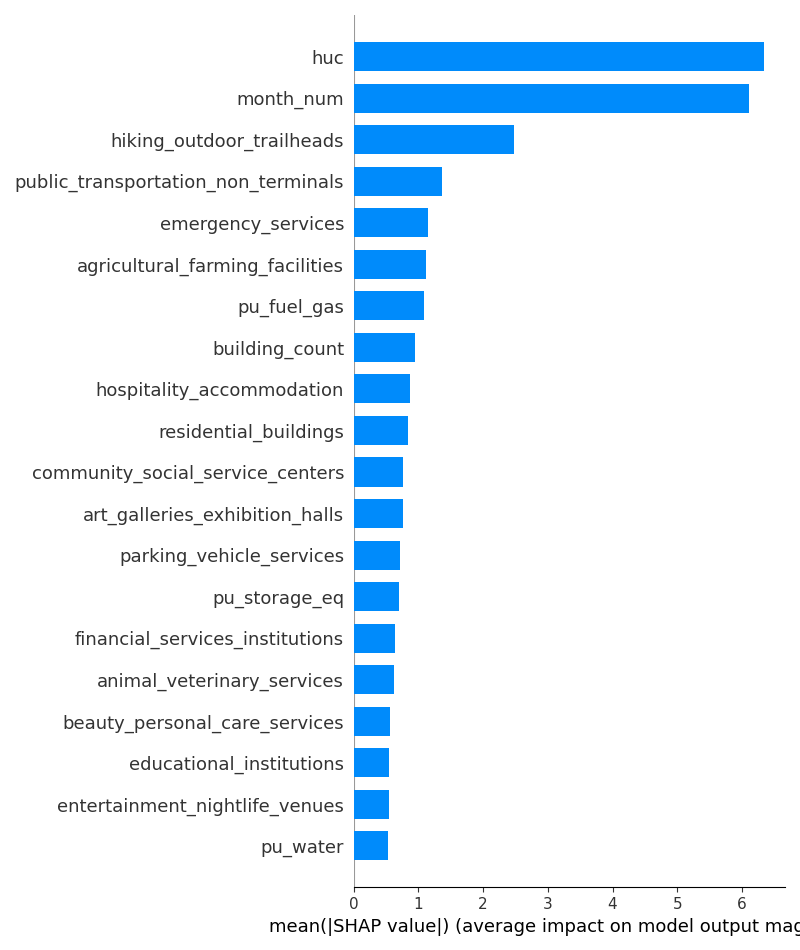 huc
month_num
hiking_outdoor_trailheads
public_transportation_non_terminals
emergency_services
agricultural_farming_facilities
pu_fuel_gas
building_count
hospitality_accommodation
residential_buildings
community_social_service_centers
art_galleries_exhibition_halls
parking_vehicle_services
pu_storage_eq
financial_services_institutions
animal_veterinary_services
beauty_personal_care_services
educational_institutions
entertainment_nightlife_venues
pu_water
0 1 2 3 4 5 6
mean(|SHAP value|) (average impact on model output mag